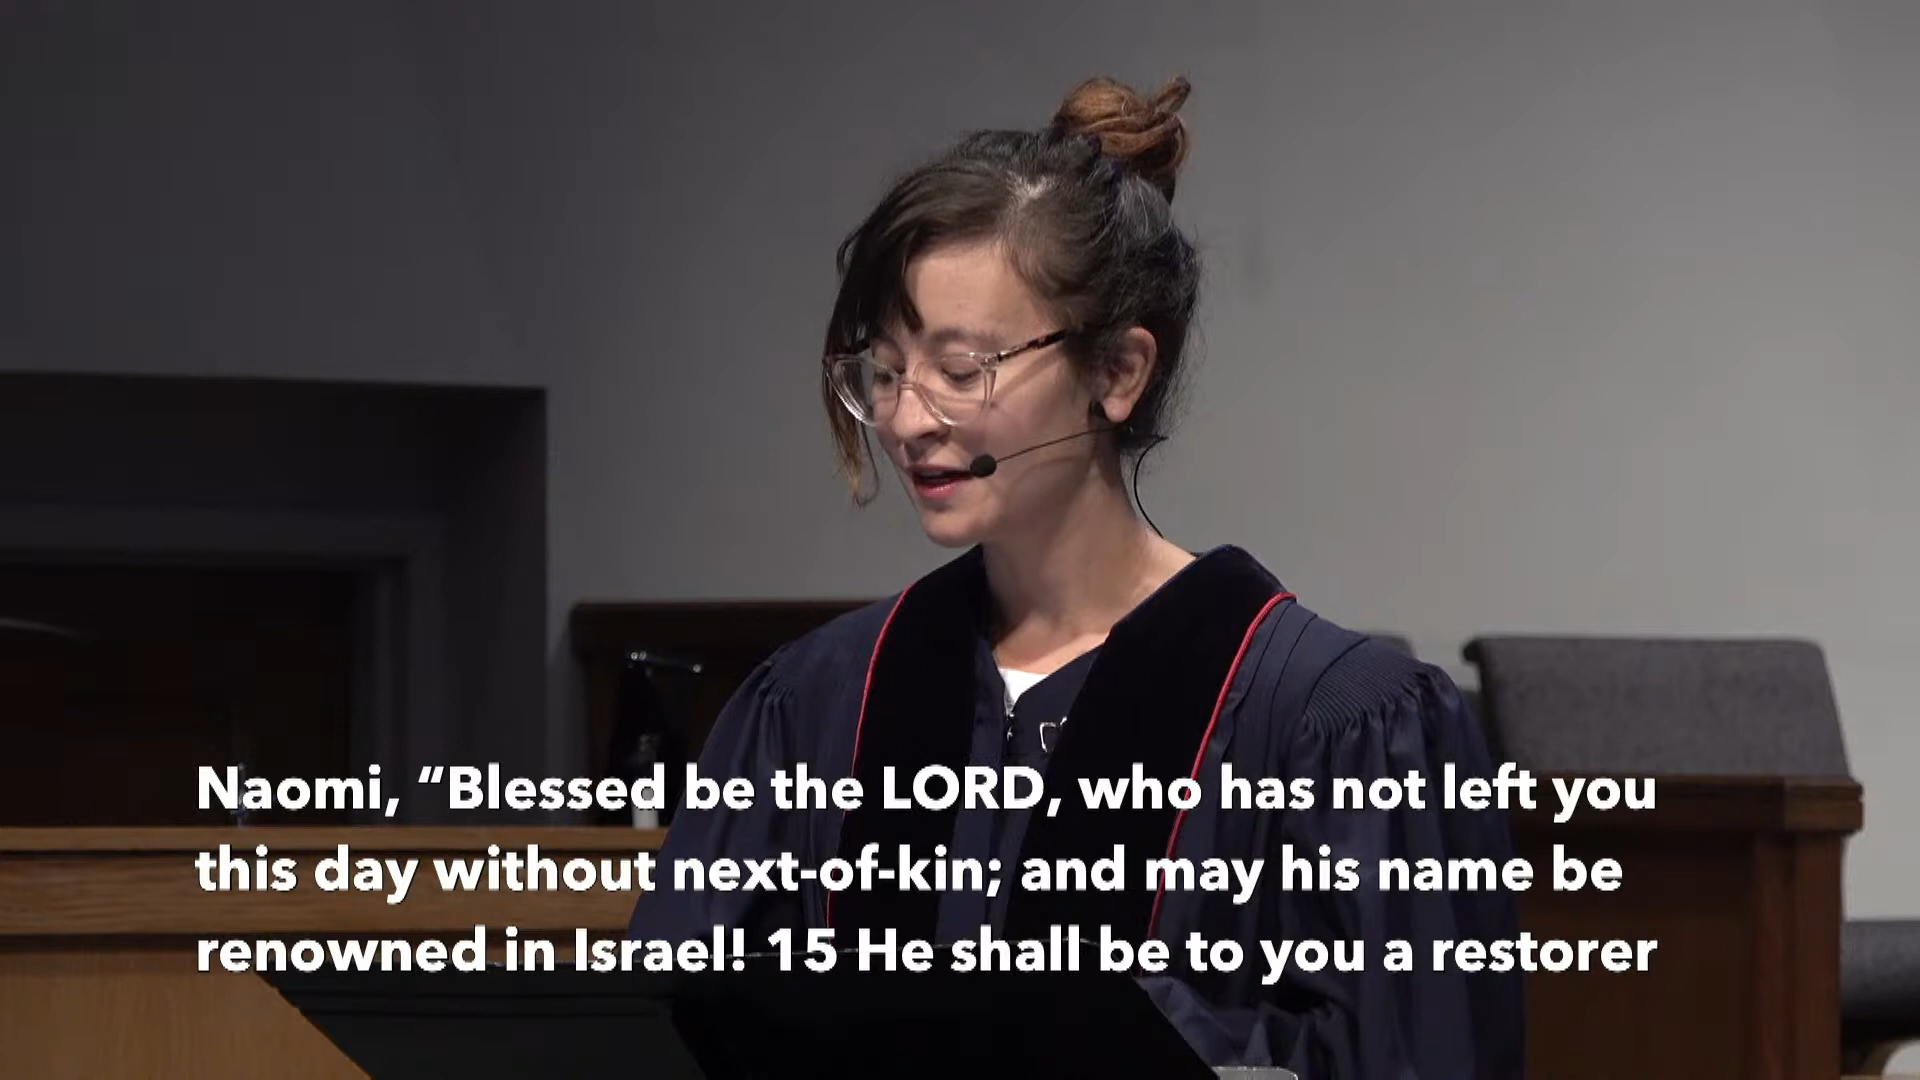 Naomi, “Blessed be the LORD, who has not left you
this day without next-of-kin; and may his name be
renowned in Israel! 15 He shall be to you a restorer